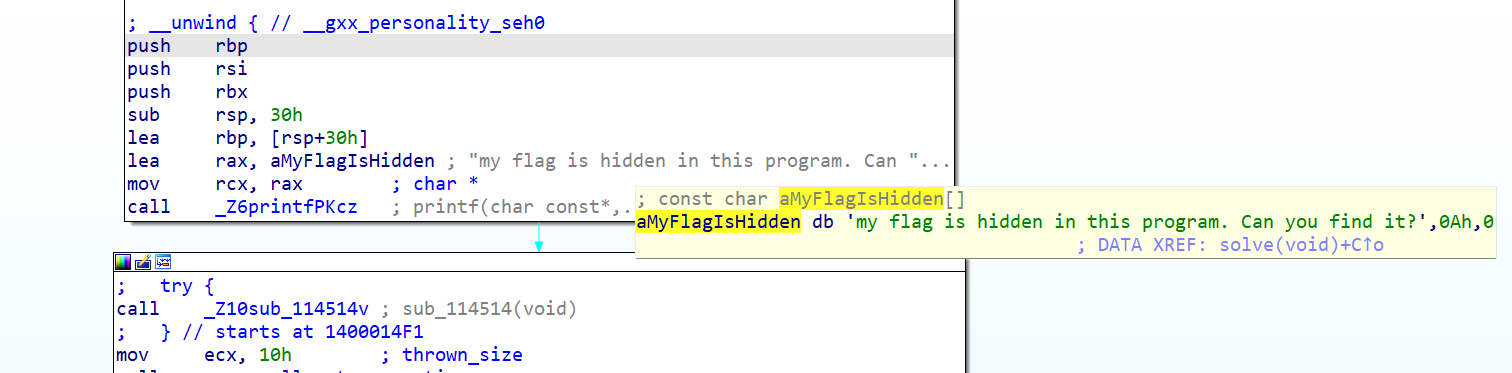 ; __unwind { // __gxx_personality_seh0
push rbp
push rsi
push rbx
sub rsp, 30h
lea rbp, [rsp+30h]
lea rax, aMyFlagIsHidden ; "my flag is hidden in this program. Can "...
mov rcx, rax ; char *
call _Z6printfPKcz ; printf(char const*,.
; const char aMyFlagIsHidden[]
aMyFlagIsHidden db 'my flag is hidden in this program. Can you find it?',0Ah,0
; DATA XREF: solve(void)+C↑o
; try {
call _Z10sub_114514v ; sub_114514(void)
; } // starts at 1400014F1
mov ecx, 10h ; thrown_size